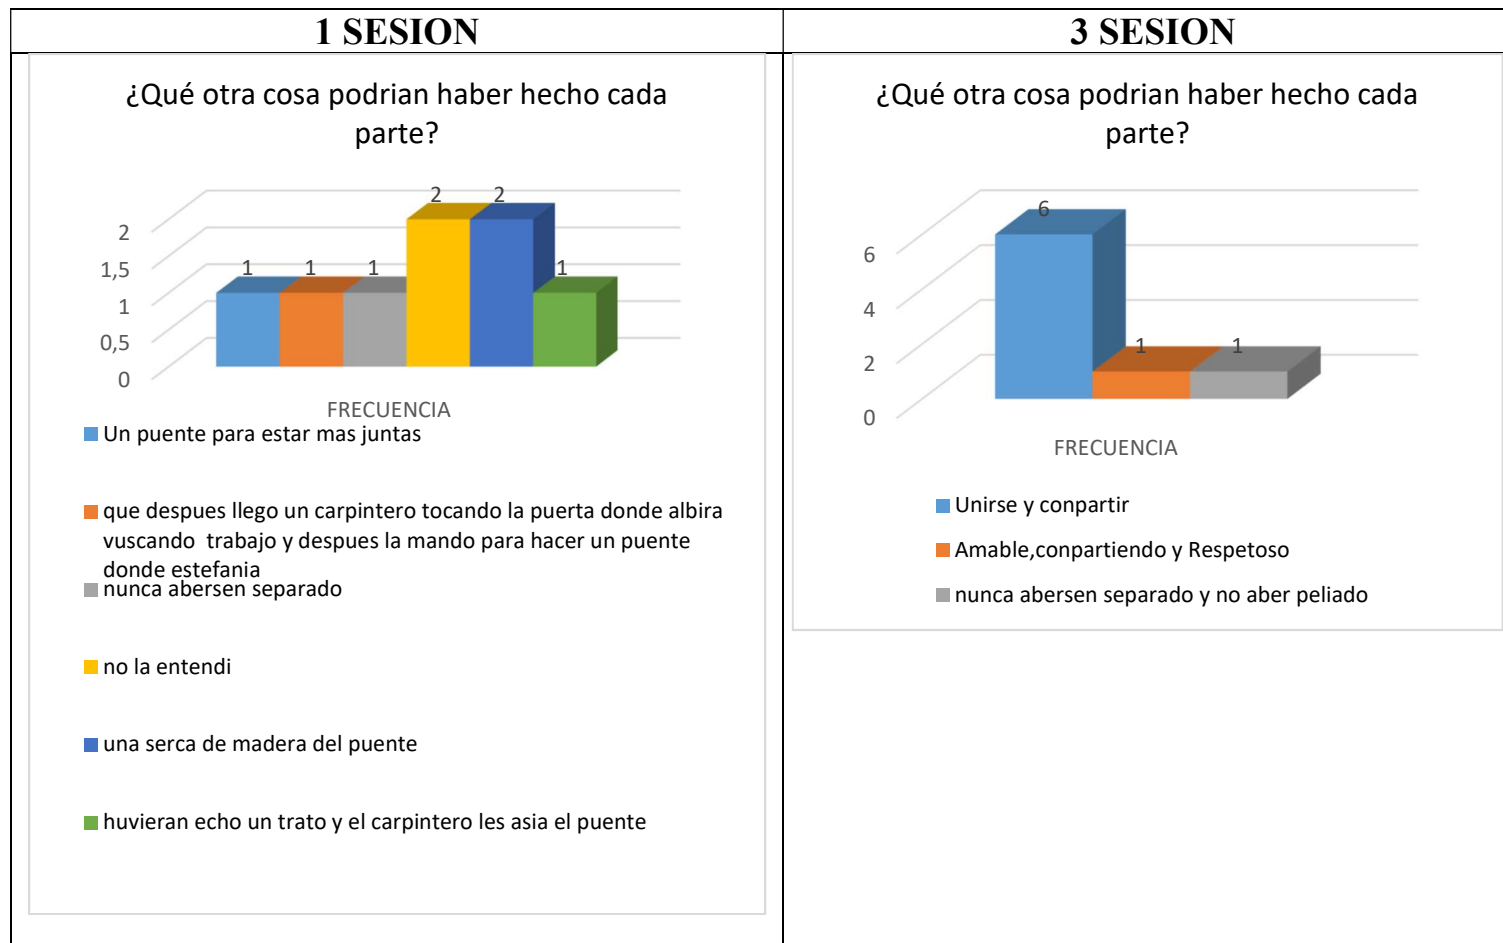 1 SESION
¿Qué otra cosa podrian haber hecho cada
parte?
2
1,5
1
0,5
0
1
1
1
2
2
1
FRECUENCIA
Un puente para estar mas juntas
que despues llego un carpintero tocando la puerta donde albira
vuscando trabajo y despues la mando para hacer un puente
donde estefania
nunca abersen separado
no la entendi
una serca de madera del puente
huvieran echo un trato y el carpintero les asia el puente
3 SESION
¿Qué otra cosa podrian haber hecho cada
parte?
6
4
2
0
6
1
1
FRECUENCIA
Unirse y conpartir
Amable,conpartiendo y Respetoso
nunca abersen separado y no aber peliado